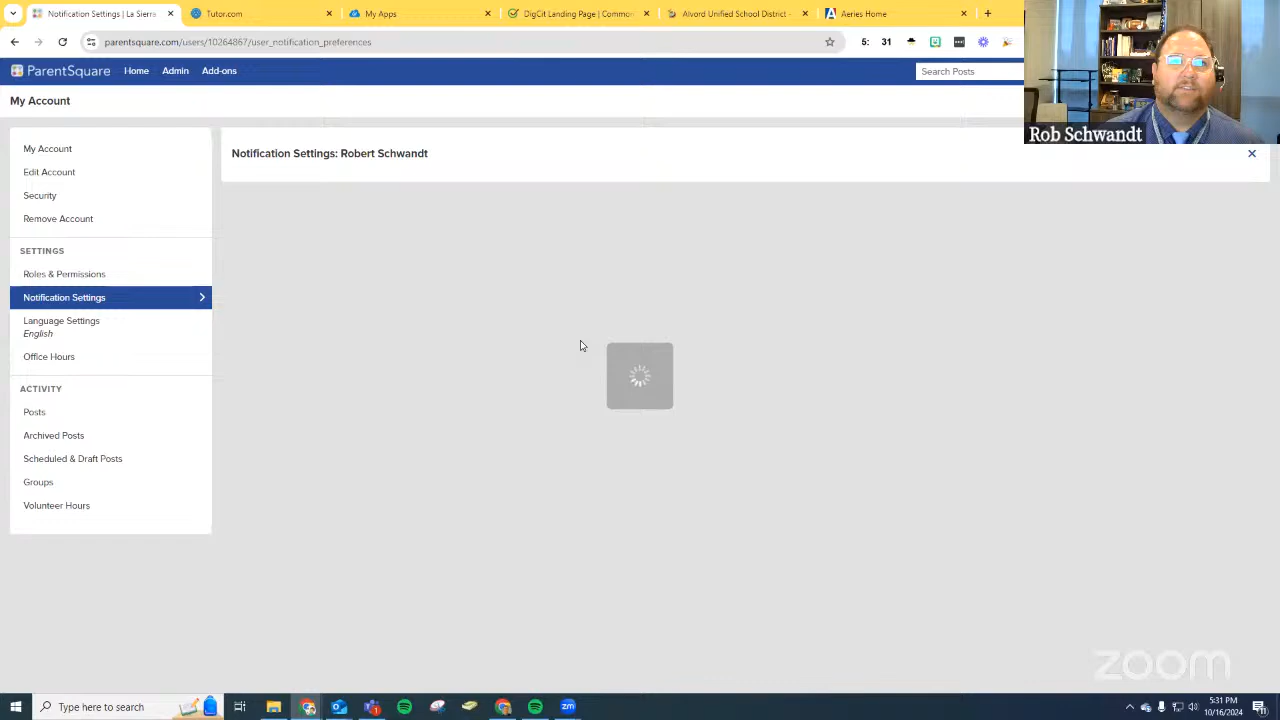 Notification Settings | La Sierra
Tutor.com
My Apps
DigCit Landing Page | Common
Alvord Unified School District -
Aeries Home
parentsquare.com/users/10264867/user_notification_preferences
5: 31
ParentSquare Home Admin Add-ons
Search Posts
My Account
Rob Schwandt
My Account
Edit Account
Security
Remove Account
SETTINGS
Roles & Permissions
Notification Settings
Language Settings
English
Office Hours
ACTIVITY
Posts
Archived Posts
Scheduled & Draft Posts
Groups
Volunteer Hours
Notification Settings: Robert Schwandt
zoom
Type here to search
5:31 PM
10/16/2024